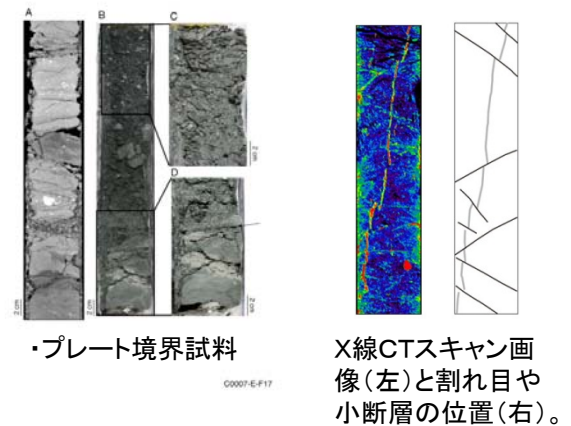 A
B
C
D
2 cm
2 cm
2 cm
2 cm
・プレート境界試料
C0007-E-F17
X線CTスキャン画
像(左)と割れ目や
小断層の位置(右)。